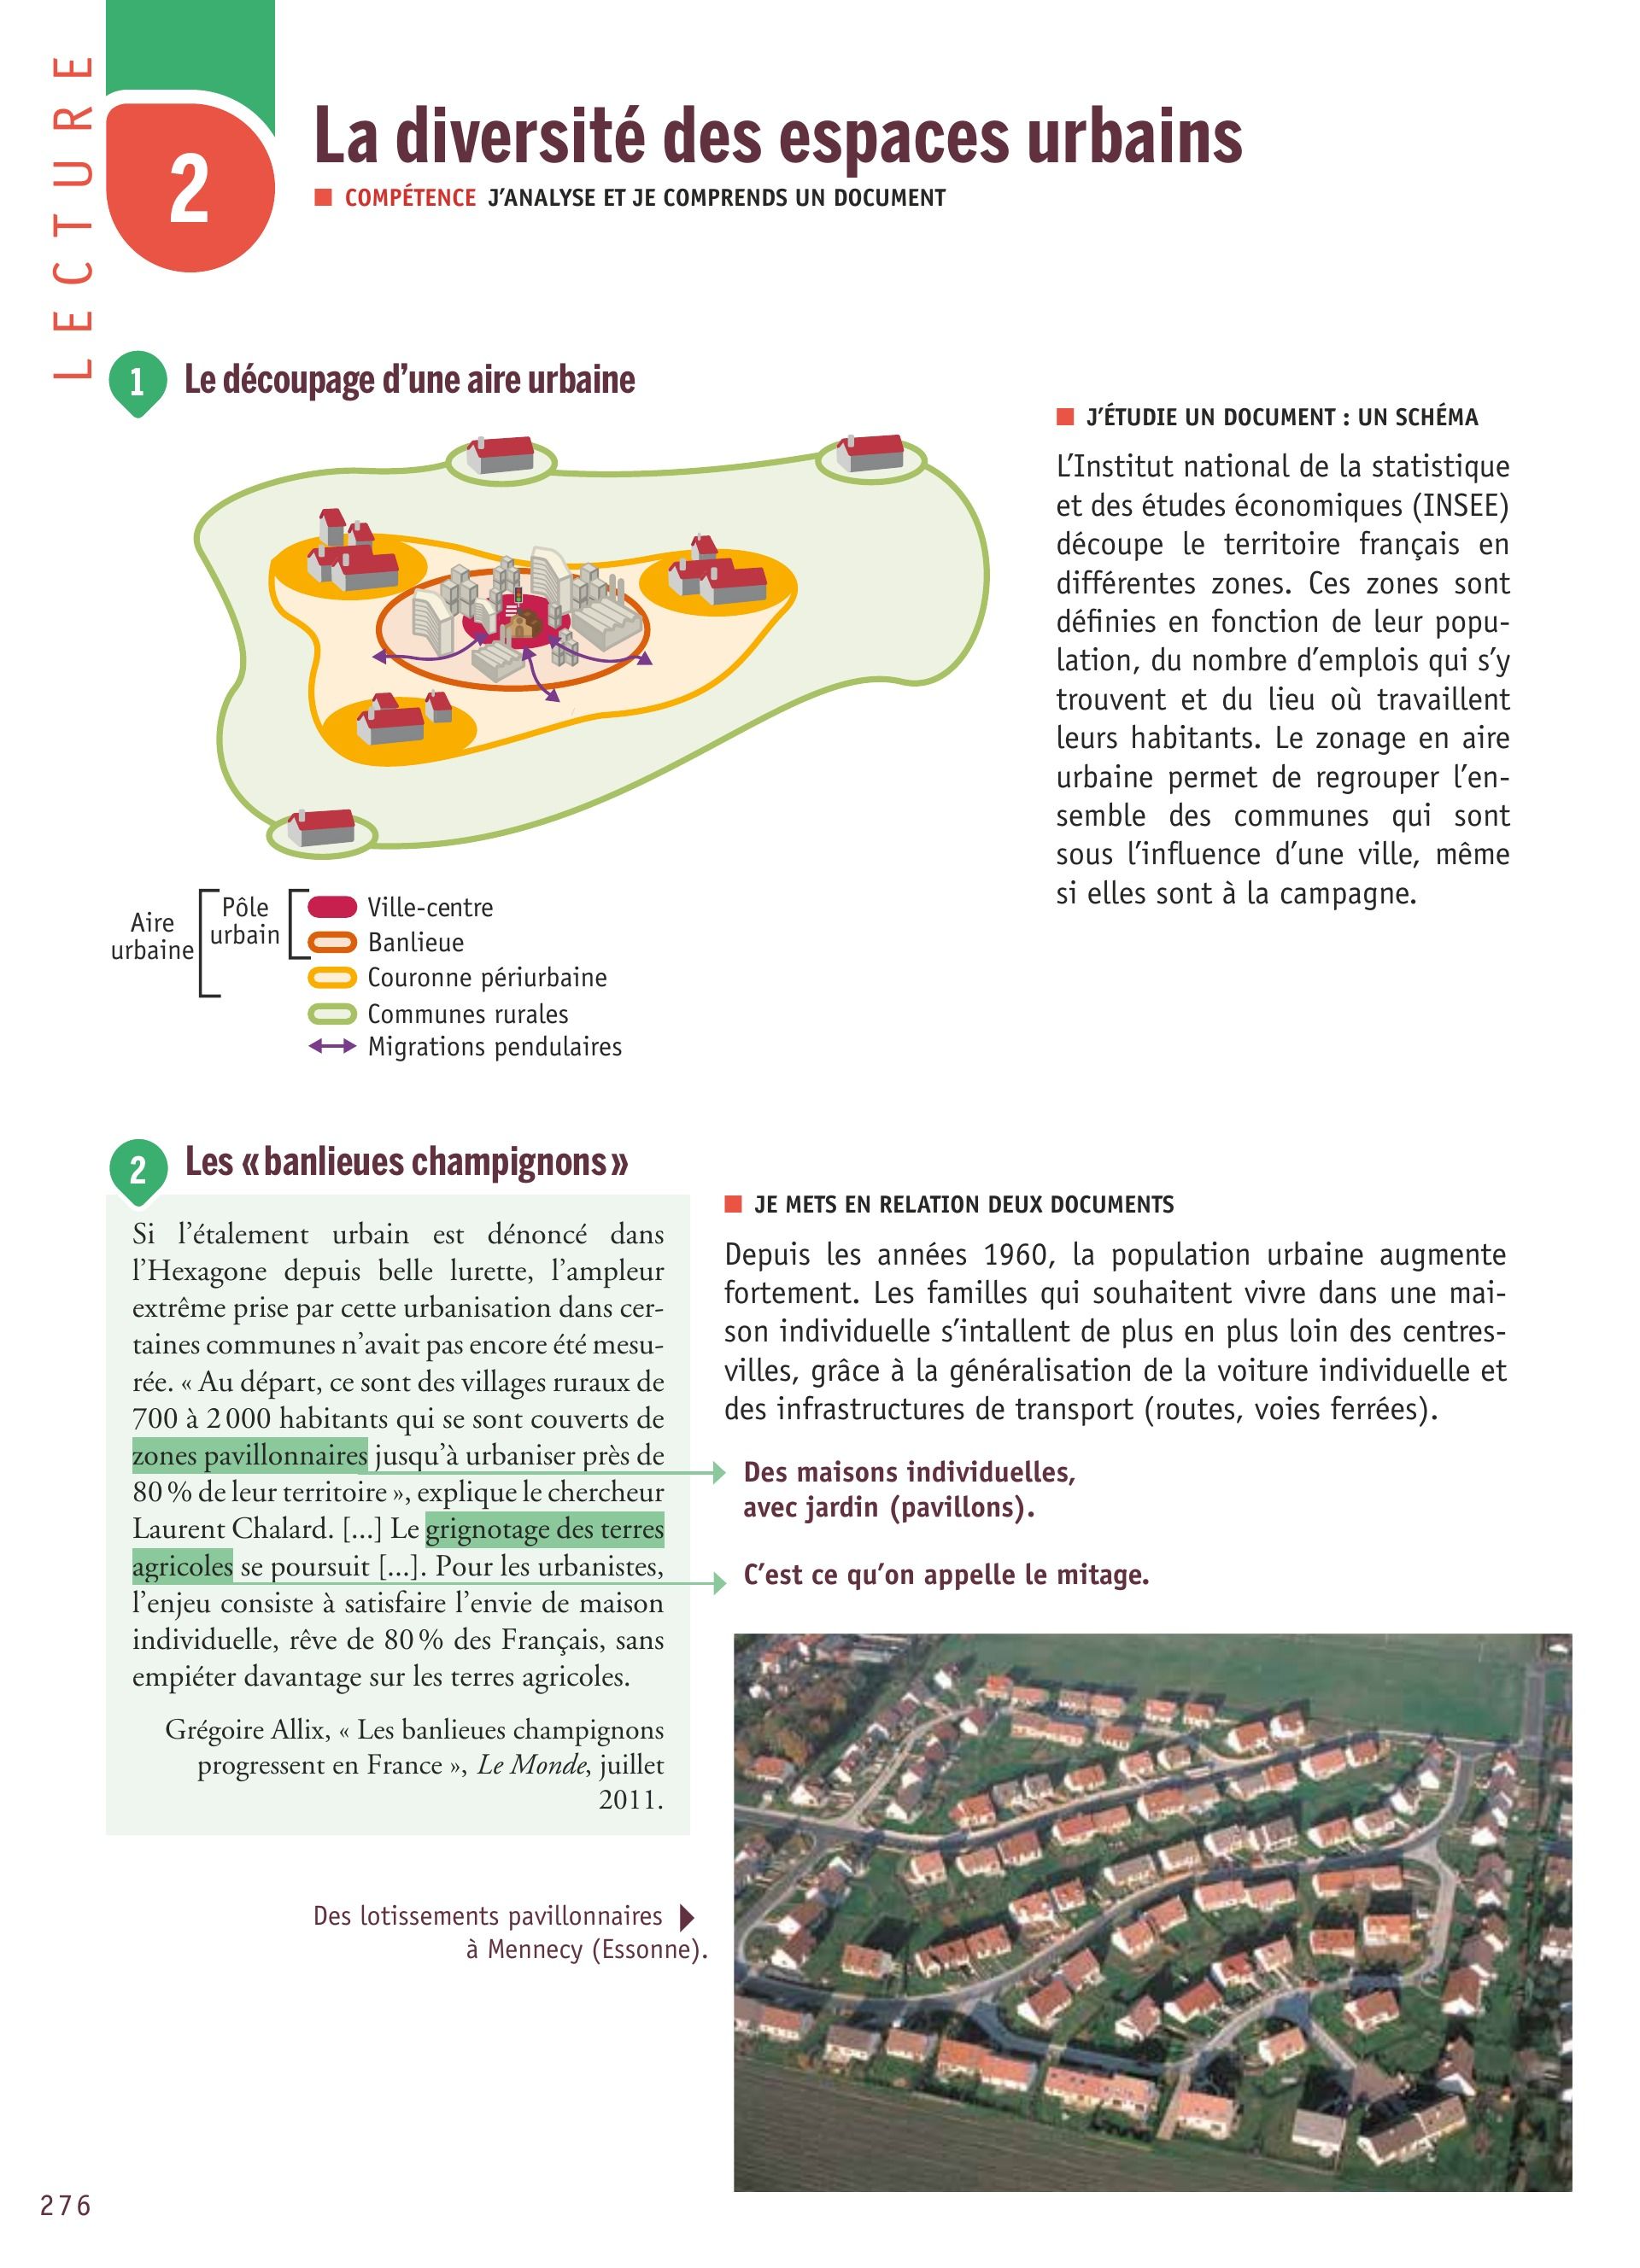 LECTURE
2
La diversité des espaces urbains
COMPÉTENCE J’ANALYSE ET JE COMPRENDS UN DOCUMENT
1
Le découpage d’une aire urbaine
Aire
urbaine
Pôle
urbain
Ville-centre
Banlieue
Couronne périurbaine
Communes rurales
Migrations pendulaires
J’ÉTUDIE UN DOCUMENT : UN SCHÉMA
L’Institut national de la statistique
et des études économiques (INSEE)
découpe le territoire français en
différentes zones. Ces zones sont
définies en fonction de leur popu-
lation, du nombre d’emplois qui s’y
trouvent et du lieu où travaillent
leurs habitants. Le zonage en aire
urbaine permet de regrouper l’en-
semble des communes qui sont
sous l’influence d’une ville, même
si elles sont à la campagne.
2
Les « banlieues champignons »
Si l’étalement urbain est dénoncé dans
l’Hexagone depuis belle lurette, l’ampleur
extrême prise par cette urbanisation dans cer-
taines communes n’avait pas encore été mesu-
rée. « Au départ, ce sont des villages ruraux de
700 à 2 000 habitants qui se sont couverts de
zones pavillonnaires jusqu’à urbaniser près de
80 % de leur territoire », explique le chercheur
Laurent Chalard. [...] Le grignotage des terres
agricoles se poursuit [...]. Pour les urbanistes,
l’enjeu consiste à satisfaire l’envie de maison
individuelle, rêve de 80 % des Français, sans
empiéter davantage sur les terres agricoles.
Grégoire Allix, « Les banlieues champignons
progressent en France », Le Monde, juillet
2011.
JE METS EN RELATION DEUX DOCUMENTS
Depuis les années 1960, la population urbaine augmente
fortement. Les familles qui souhaitent vivre dans une mai-
son individuelle s’intallent de plus en plus loin des centres-
villes, grâce à la généralisation de la voiture individuelle et
des infrastructures de transport (routes, voies ferrées).
Des maisons individuelles,
avec jardin (pavillons).
C’est ce qu’on appelle le mitage.
Des lotissements pavillonnaires
à Mennecy (Essonne).
276